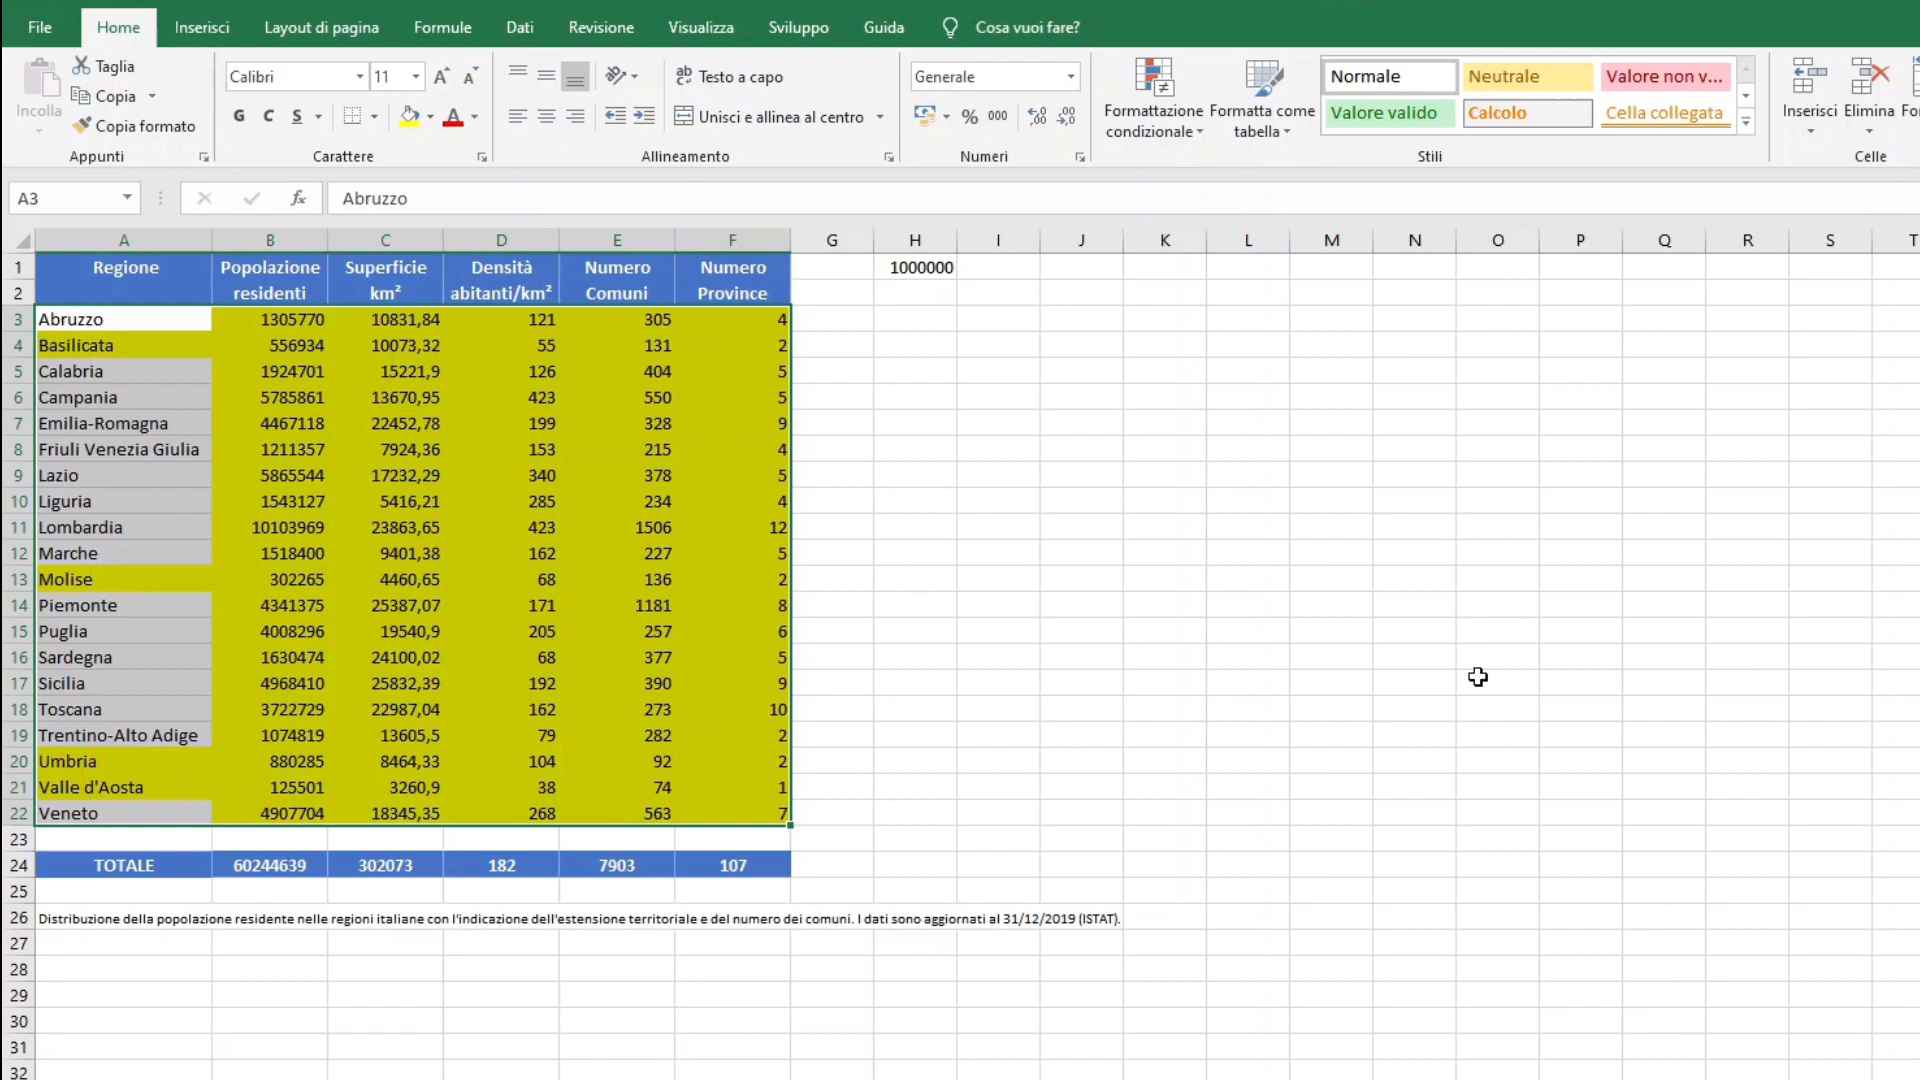 File Home Inserisci Layout di pagina Formule Dati Revisione Visualizza Sviluppo Guida Cosa vuoi fare?
Incolla
Taglia
Copia
Copia formato
Appunti
Calibri 11
G C S
Carattere
Testo a capo
Unisci e allinea al centro
Allineamento
Generale
% 000
Numeri
Formattazione condizionale
Formatta come tabella
Normale Neutrale Valore non v...
Valore valido Calcolo Cella collegata
Stili
Inserisci Elimina
Celle
A3 fx Abruzzo
A B C D E F G H I J K L M N O P Q R S T
1 Regione Popolazione Superficie Densità Numero Numero 1000000
2 residenti km² abitanti/km² Comuni Province
3 Abruzzo 1305770 10831,84 121 305 4
4 Basilicata 556934 10073,32 55 131 2
5 Calabria 1924701 15221,9 126 404 5
6 Campania 5785861 13670,95 423 550 5
7 Emilia-Romagna 4467118 22452,78 199 328 9
8 Friuli Venezia Giulia 1211357 7924,36 153 215 4
9 Lazio 5865544 17232,29 340 378 5
10 Liguria 1543127 5416,21 285 234 4
11 Lombardia 10103969 23863,65 423 1506 12
12 Marche 1518400 9401,38 162 227 5
13 Molise 302265 4460,65 68 136 2
14 Piemonte 4341375 25387,07 171 1181 8
15 Puglia 4008296 19540,9 205 257 6
16 Sardegna 1630474 24100,02 68 377 5
17 Sicilia 4968410 25832,39 192 390 9
18 Toscana 3722729 22987,04 162 273 10
19 Trentino-Alto Adige 1074819 13605,5 79 282 2
20 Umbria 880285 8464,33 104 92 2
21 Valle d'Aosta 125501 3260,9 38 74 1
22 Veneto 4907704 18345,35 268 563 7
23
24 TOTALE 60244639 302073 182 7903 107
25
26 Distribuzione della popolazione residente nelle regioni italiane con l'indicazione dell'estensione territoriale e del numero dei comuni. I dati sono aggiornati al 31/12/2019 (ISTAT).
27
28
29
30
31
32